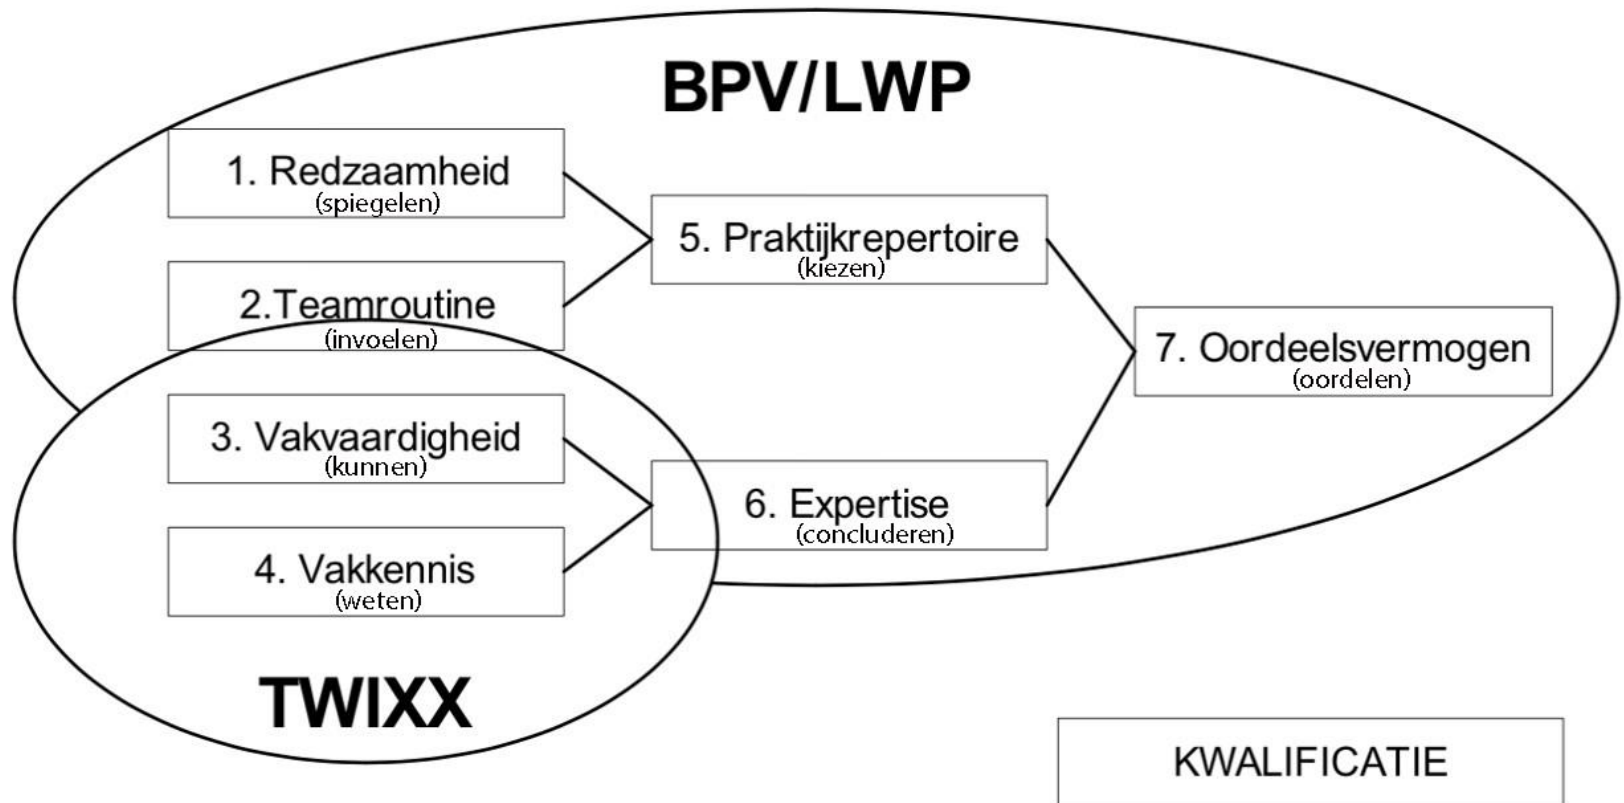 BPV/LWP
1. Redzaamheid
(spiegelen)
2.Teamroutine
(invoelen)
3. Vakvaardigheid
(kunnen)
4. Vakkennis
(weten)
5. Praktijkrepertoire
(kiezen)
6. Expertise
(concluderen)
7. Oordeelsvermogen
(oordelen)
TWIXX
KWALIFICATIE